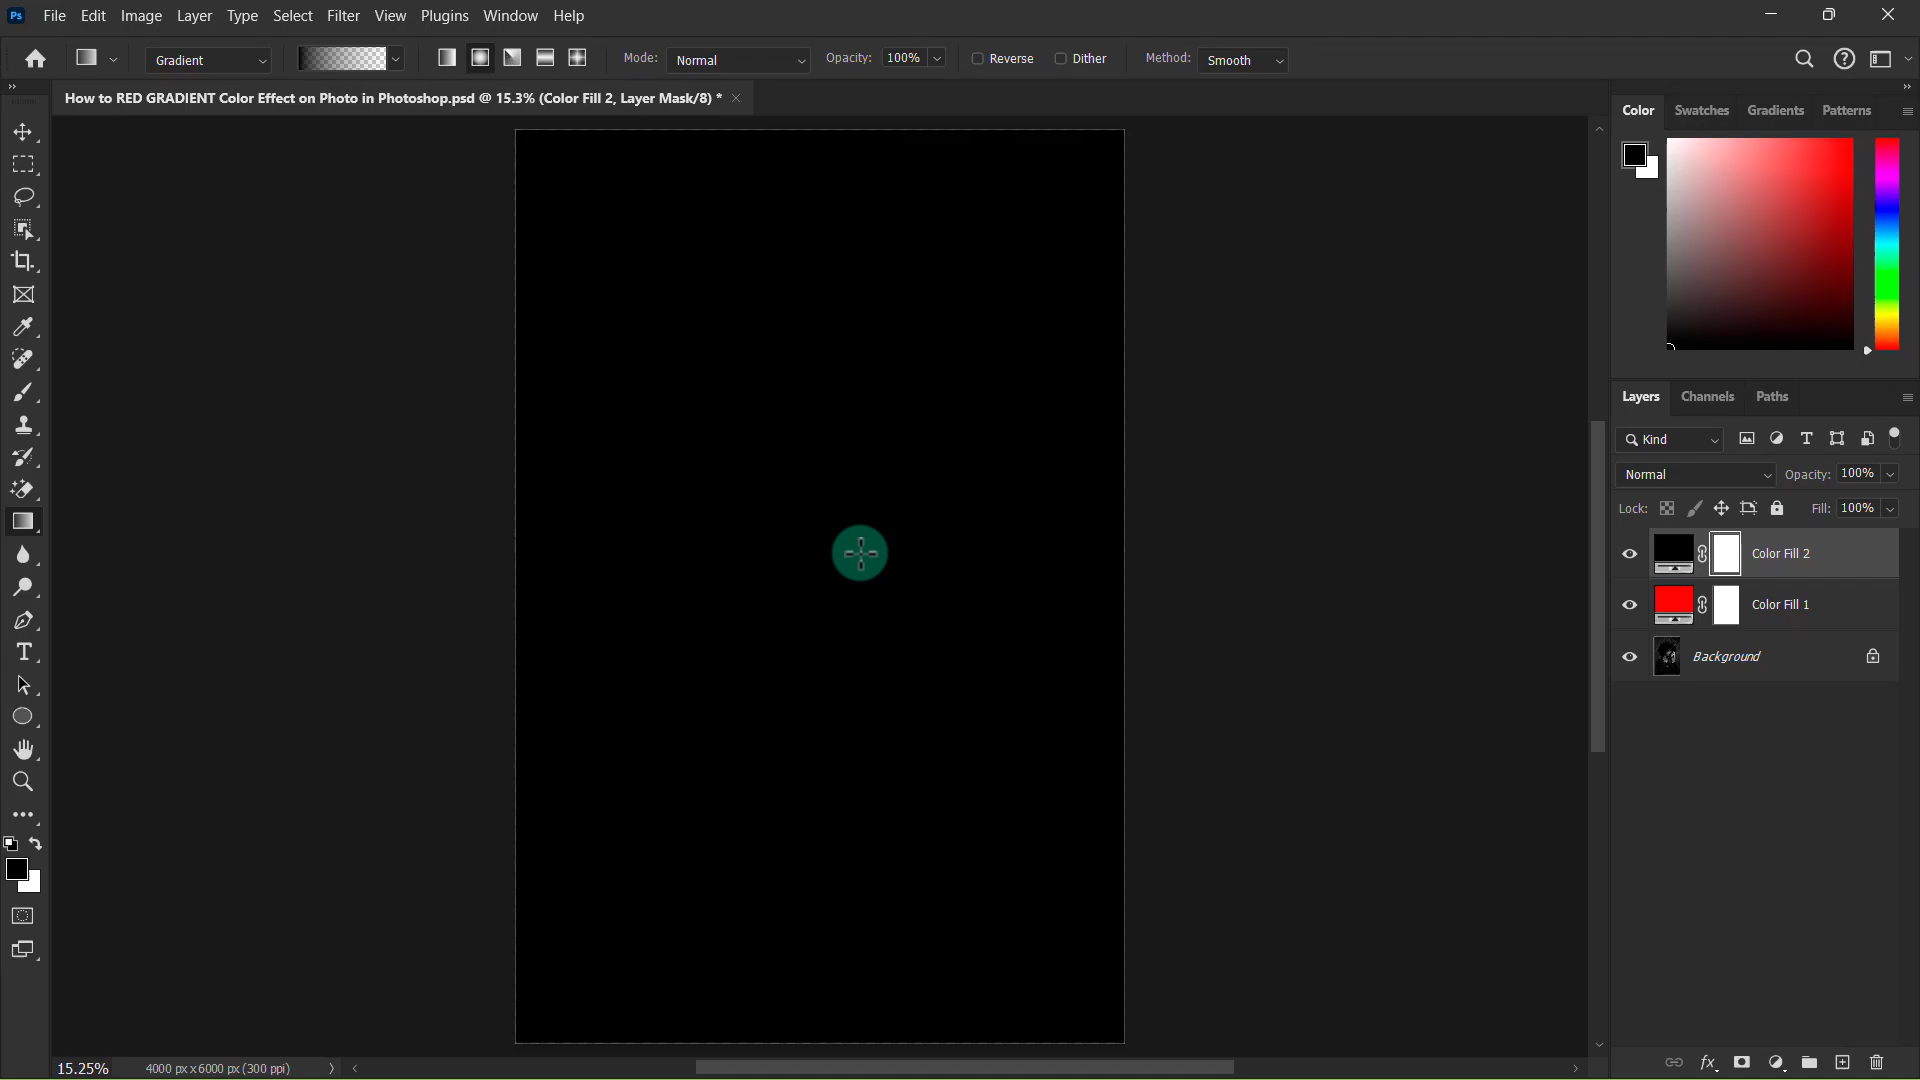 Ps File Edit Image Layer Type Select Filter View Plugins Window Help
Gradient Mode: Normal Opacity: 100% Reverse Dither Method: Smooth
How to RED GRADIENT Color Effect on Photo in Photoshop.psd @ 15.3% (Color Fill 2, Layer Mask/8) *
Color Swatches Gradients Patterns
Layers Channels Paths
Kind
Normal Opacity: 100%
Lock: Fill: 100%
Color Fill 2
Color Fill 1
Background
15.25% 4000 px x 6000 px (300 ppi)